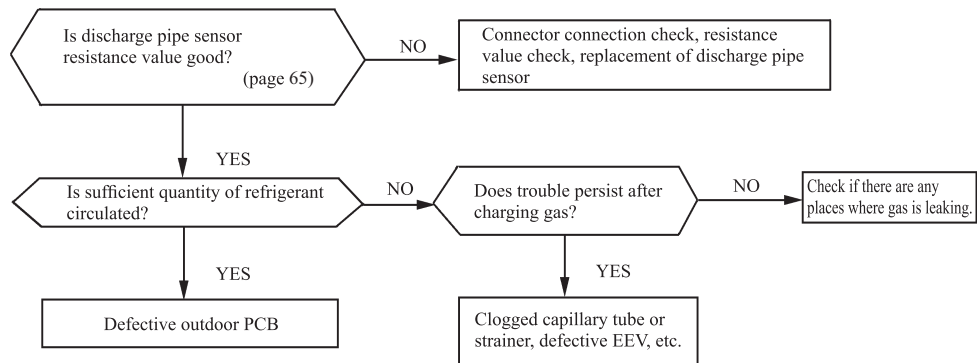 Is discharge pipe sensor
resistance value good?
(page 65)
NO
Connector connection check, resistance
value check, replacement of discharge pipe
sensor
YES
Is sufficient quantity of refrigerant
circulated?
NO
Does trouble persist after
charging gas?
NO
Check if there are any
places where gas is leaking.
YES
YES
Defective outdoor PCB
Clogged capillary tube or
strainer, defective EEV, etc.